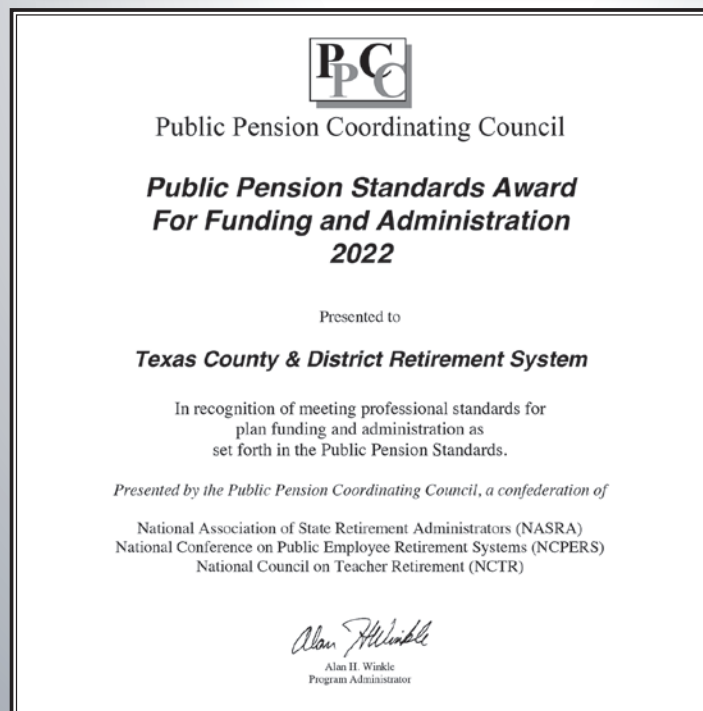 PPCC
Public Pension Coordinating Council
Public Pension Standards Award
For Funding and Administration
2022
Presented to
Texas County & District Retirement System
In recognition of meeting professional standards for
plan funding and administration as
set forth in the Public Pension Standards.
Presented by the Public Pension Coordinating Council, a confederation of
National Association of State Retirement Administrators (NASRA)
National Conference on Public Employee Retirement Systems (NCPERS)
National Council on Teacher Retirement (NCTR)
Alan H Winkle
Alan H. Winkle
Program Administrator